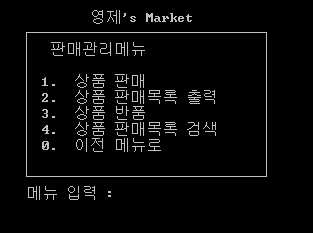 영제's Market
판매관리메뉴
1. 상품 판매
2. 상품 판매목록 출력
3. 상품 반품
4. 상품 판매목록 검색
0. 이전 메뉴로
메뉴 입력 :